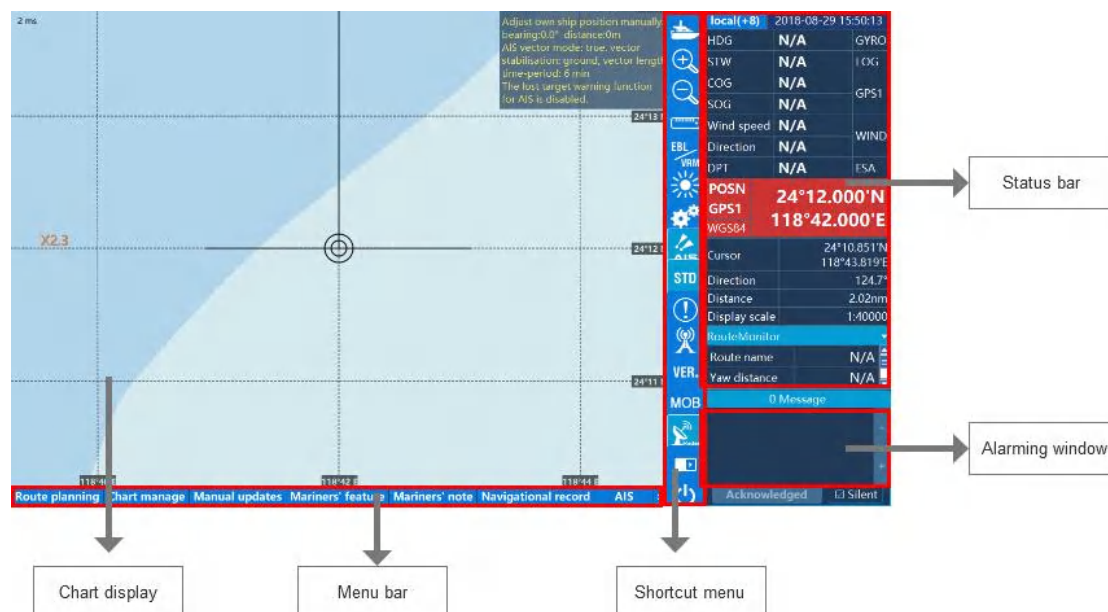 2 ms
Adjust own ship position manually
bearing:0.0° distance:0m
AIS vector mode: true, vector
stabilisation: ground, vector lengt
time-period: 6 min
The lost target warning function
for AIS is disabled.
24°13
X2.3
24°12
24°11
118°42 E
118°44 E
EBL
VRM
AIS
STD
VER.
MOB
local(+8) 2018-08-29 15:50:13
HDG N/A GYRO
STW N/A LOG
COG N/A
GPS1
SOG N/A
Wind speed N/A
WIND
Direction N/A
DPT N/A ESA
POSN
GPS1
WGS84
24°12.000'N
118°42.000'E
Cursor
24°10.851'N
118°43.819'E
Direction 124.7°
Distance 2.02nm
Display scale 1:40000
RouteMonitor
Route name N/A
Yaw distance N/A
0 Message
Acknowledged Silent
Route planning Chart manage Manual updates Mariners' feature Mariners' note Navigational record AIS
Status bar
Alarming window
Chart display
Menu bar
Shortcut menu